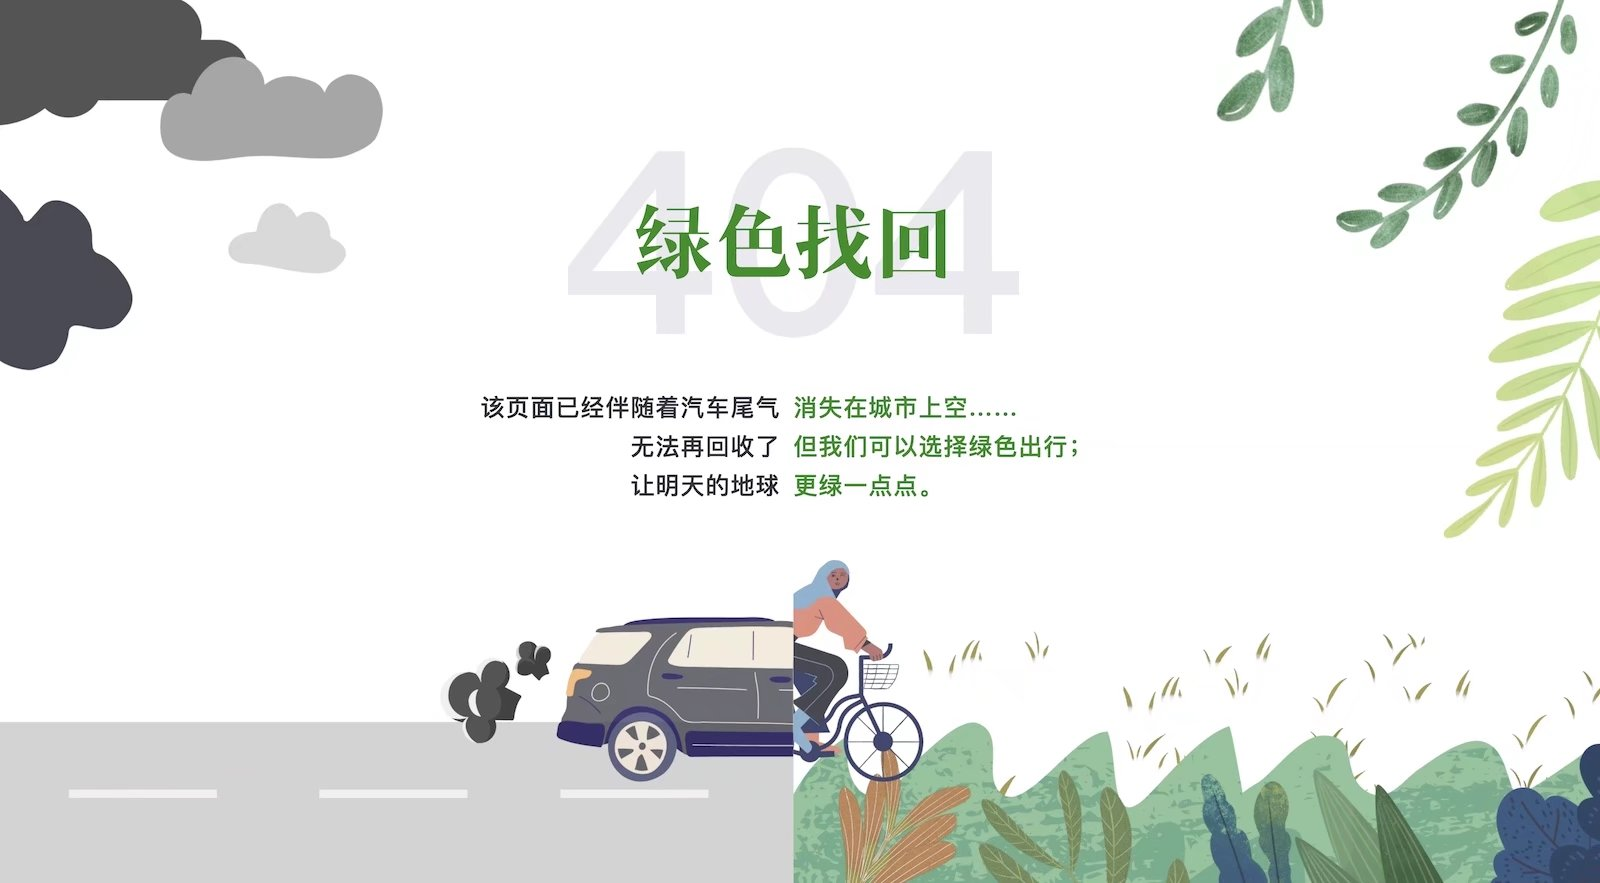 404
绿色找回
该页面已经伴随着汽车尾气 消失在城市上空……
无法再回收了 但我们可以选择绿色出行；
让明天的地球 更绿一点点。